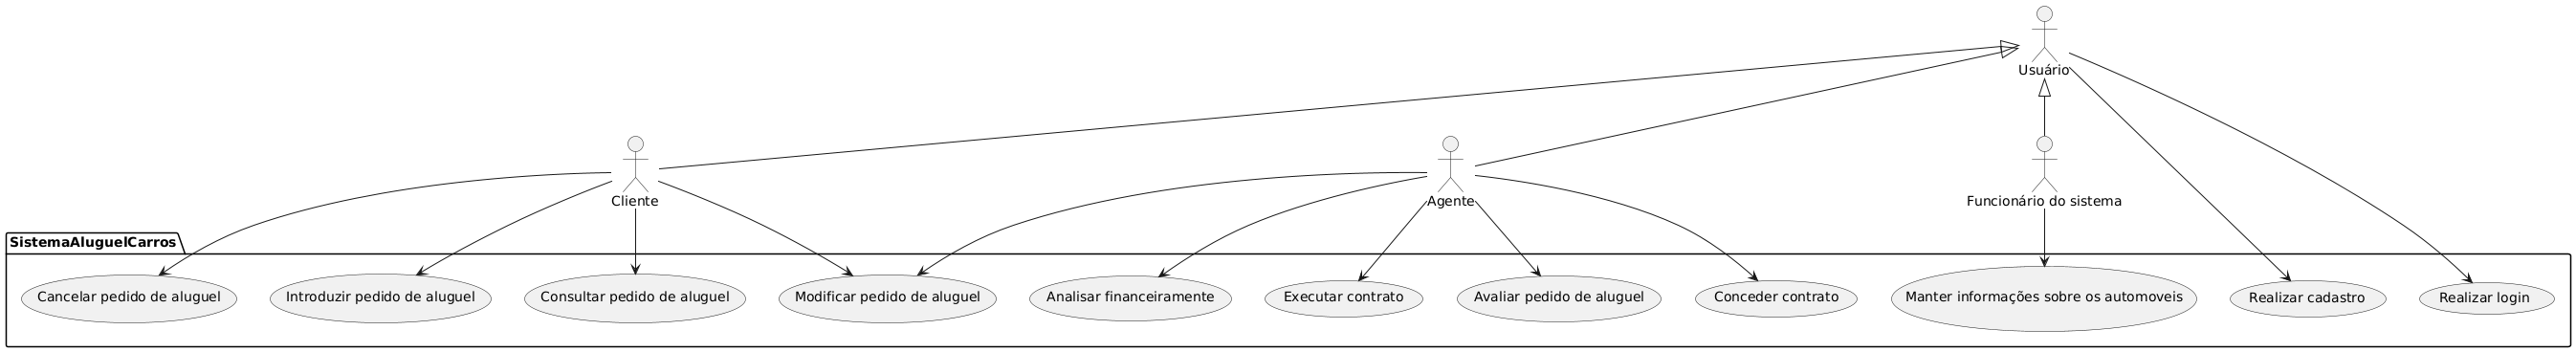 Usuário
Cliente
Agente
Funcionário do sistema
SistemaAluguelCarros
Cancelar pedido de aluguel
Introduzir pedido de aluguel
Consultar pedido de aluguel
Modificar pedido de aluguel
Analisar financeiramente
Executar contrato
Avaliar pedido de aluguel
Conceder contrato
Manter informações sobre os automoveis
Realizar cadastro
Realizar login